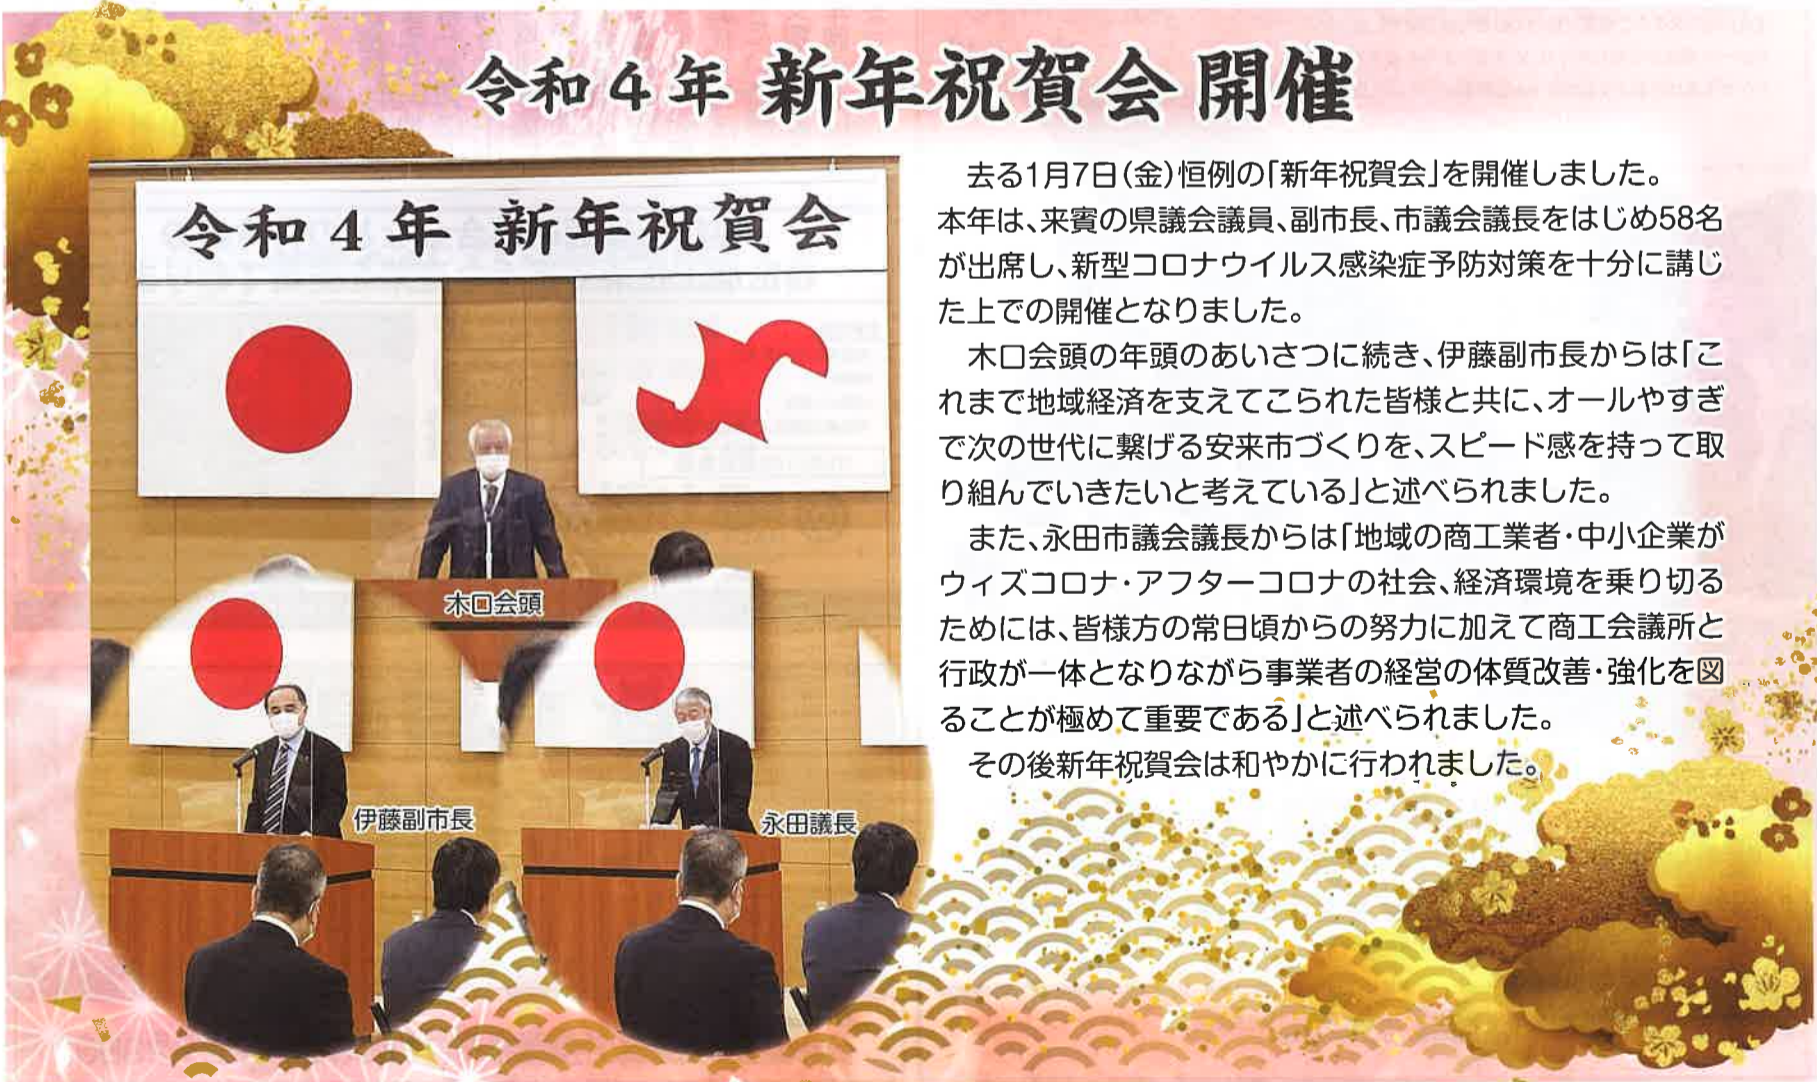 令和4年 新年祝賀会 開催
令和4年 新年祝賀会
木口会頭
伊藤副市長
永田議長
去る1月7日(金)恒例の「新年祝賀会」を開催しました。
本年は、来賓の県議会議員、副市長、市議会議長をはじめ58名
が出席し、新型コロナウイルス感染症予防対策を十分に講じ
た上での開催となりました。
木口会頭の年頭のあいさつに続き、伊藤副市長からは「こ
れまで地域経済を支えてこられた皆様と共に、オールやすぎ
で次の世代に繋げる安来市づくりを、スピード感を持って取
り組んでいきたいと考えている」と述べられました。
また、永田市議会議長からは「地域の商工業者・中小企業が
ウィズコロナ・アフターコロナの社会、経済環境を乗り切る
ためには、皆様方の常日頃からの努力に加えて商工会議所と
行政が一体となりながら事業者の経営の体質改善・強化を図
ることが極めて重要である」と述べられました。
その後新年祝賀会は和やかに行われました。